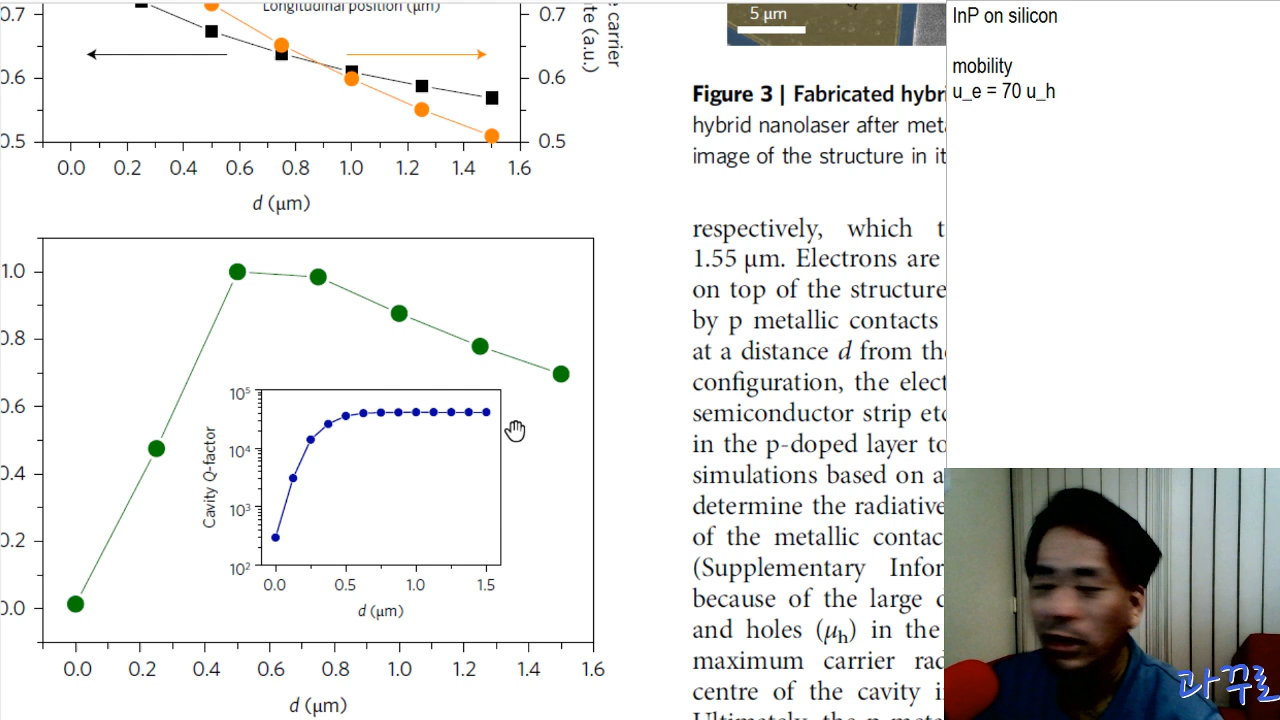 0.7
0.6
0.5
Longitudinal position (μm)
0.7
0.6
0.5
carrier
te (a.u.)
0.0 0.2 0.4 0.6 0.8 1.0 1.2 1.4 1.6
d (μm)
1.0
0.8
0.6
0.4
0.2
0.0
0.0 0.2 0.4 0.6 0.8 1.0 1.2 1.4 1.6
d (μm)
Cavity Q-factor
10⁵
10⁴
10³
10²
0.0 0.5 1.0 1.5
d (μm)
5 μm
Figure 3 | Fabricated hybri
hybrid nanolaser after meta
image of the structure in it
respectively, which t
1.55 μm. Electrons are
on top of the structure
by p metallic contacts
at a distance d from the
configuration, the elect
semiconductor strip etc
in the p-doped layer to
simulations based on a
determine the radiative
of the metallic contac
(Supplementary Infor
because of the large d
and holes (μh) in the
maximum carrier rad
centre of the cavity i
Ultimately, the p-meta
InP on silicon
mobility
u_e = 70 u_h
과꾸로